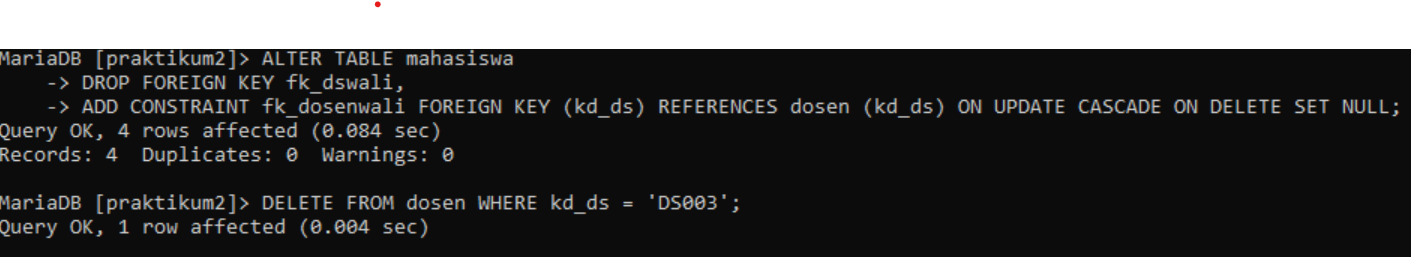 MariaDB [praktikum2]> ALTER TABLE mahasiswa
    -> DROP FOREIGN KEY fk_dswali,
    -> ADD CONSTRAINT fk_dosenwali FOREIGN KEY (kd_ds) REFERENCES dosen (kd_ds) ON UPDATE CASCADE ON DELETE SET NULL;
Query OK, 4 rows affected (0.084 sec)
Records: 4  Duplicates: 0  Warnings: 0
MariaDB [praktikum2]> DELETE FROM dosen WHERE kd_ds = 'DS003';
Query OK, 1 row affected (0.004 sec)